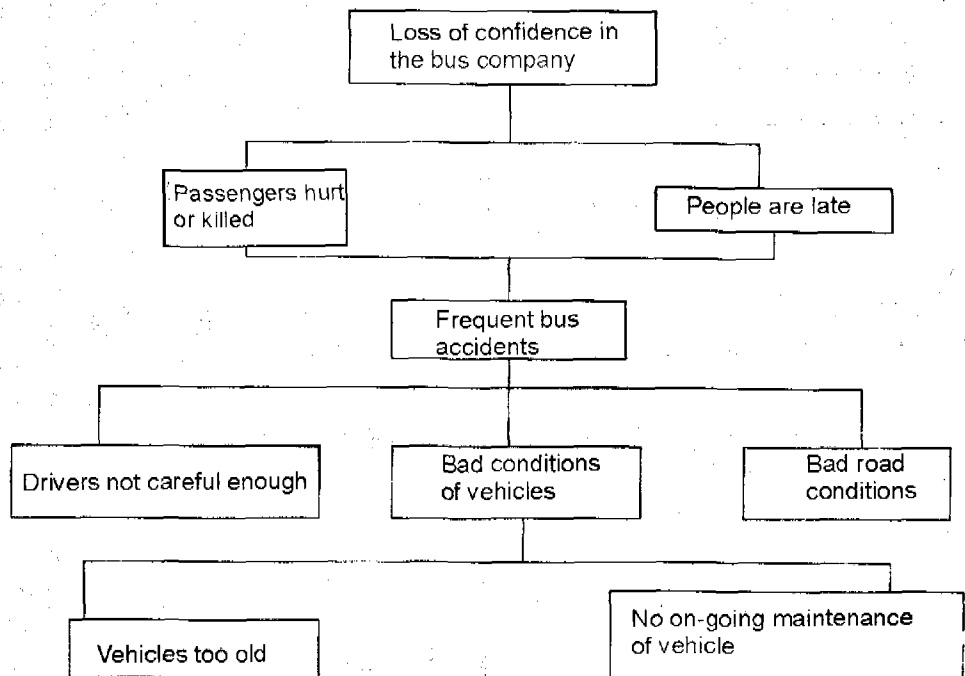 Loss of confidence in
the bus company
Passengers hurt
or killed
People are late
Frequent bus
accidents
Drivers not careful enough
Bad conditions
of vehicles
Bad road
conditions
Vehicles too old
No on-going maintenance
of vehicle